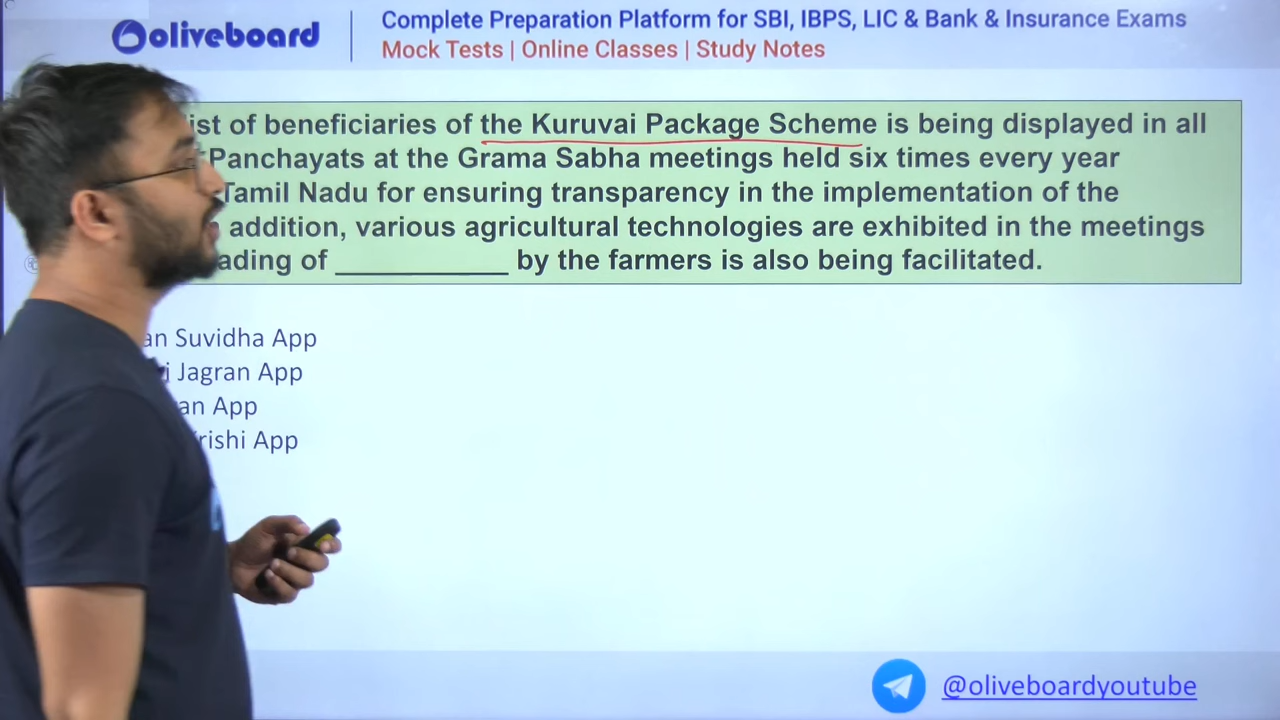 oliveboard
Complete Preparation Platform for SBI, IBPS, LIC & Bank & Insurance Exams
Mock Tests | Online Classes | Study Notes
list of beneficiaries of the Kuruvai Package Scheme is being displayed in all
Panchayats at the Grama Sabha meetings held six times every year
Tamil Nadu for ensuring transparency in the implementation of the
addition, various agricultural technologies are exhibited in the meetings
ading of ____________ by the farmers is also being facilitated.
an Suvidha App
i Jagran App
an App
rishi App
@oliveboardyoutube